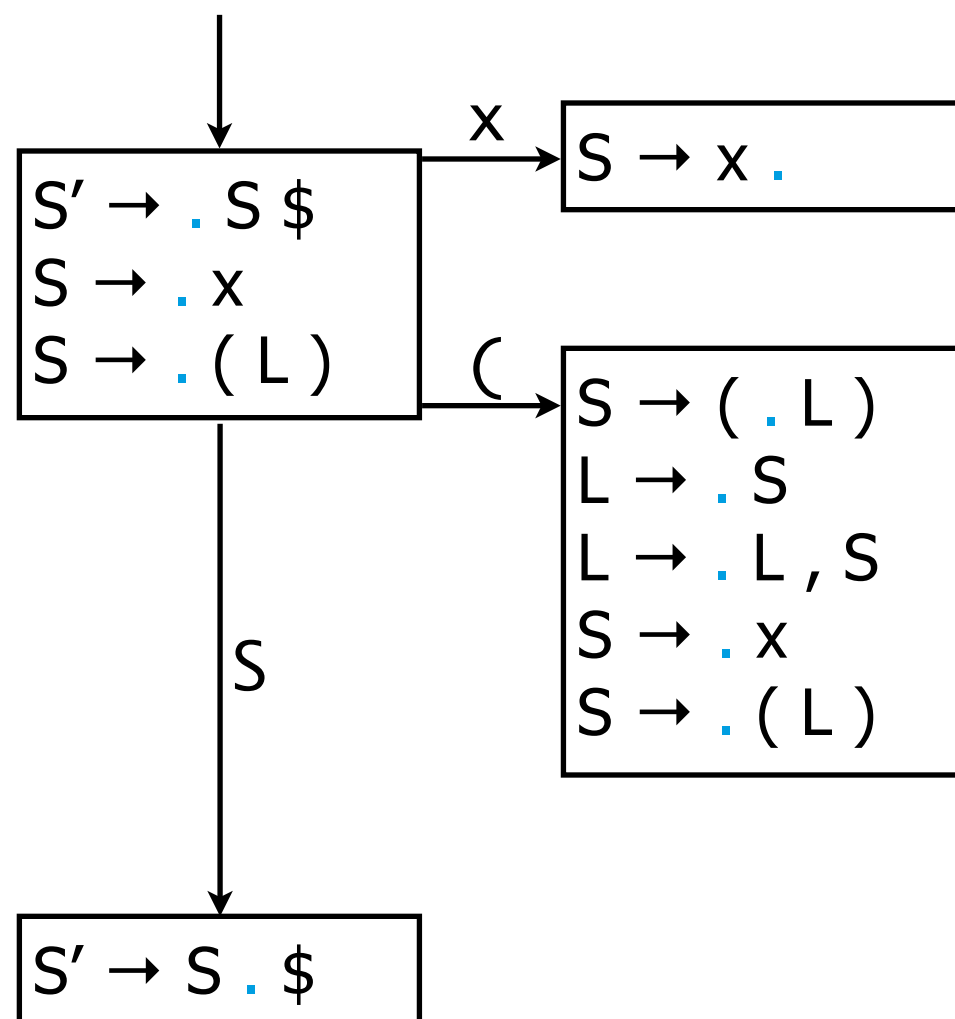 x
S → x .
S' → . S $
S → . x
S → . ( L )
(
S → ( . L )
L → . S
L → . L , S
S → . x
S → . ( L )
S
S' → S . $